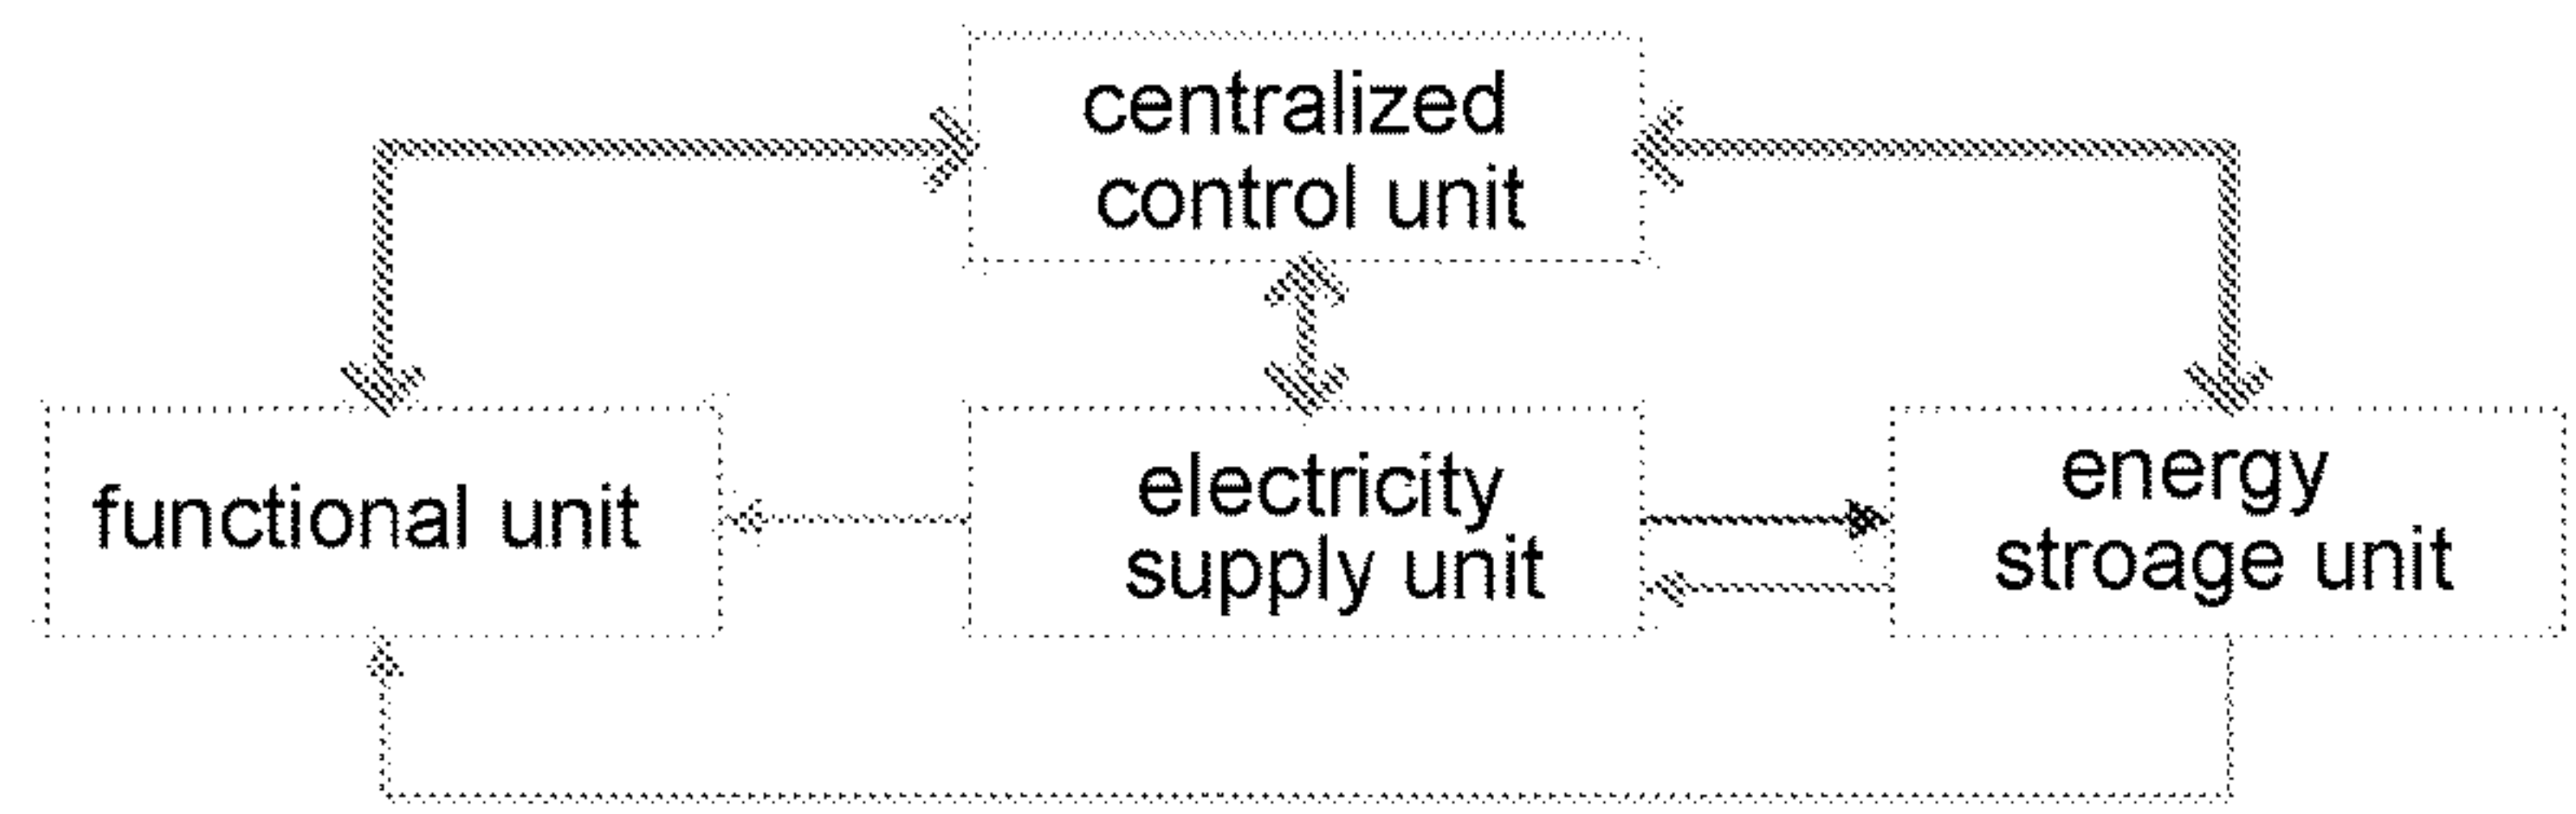 centralized
control unit
functional unit
electricity
supply unit
energy
stroage unit